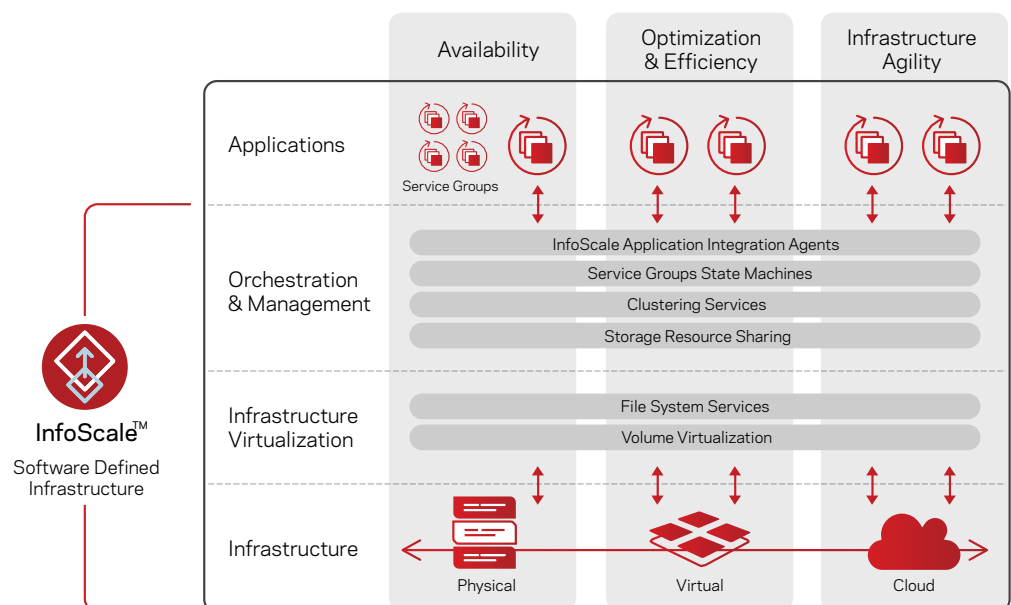 Availability
Optimization
& Efficiency
Infrastructure
Agility
Applications
Service Groups
Orchestration
& Management
InfoScale Application Integration Agents
Service Groups State Machines
Clustering Services
Storage Resource Sharing
InfoScale™
Software Defined
Infrastructure
Infrastructure
Virtualization
File System Services
Volume Virtualization
Infrastructure
Physical
Virtual
Cloud